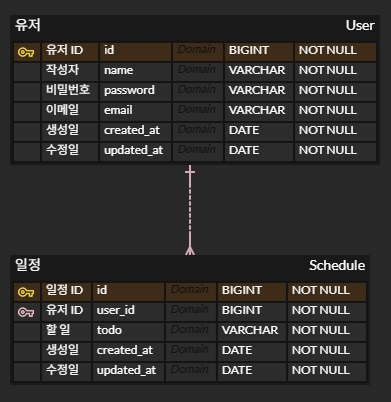 유저 User
유저 ID id Domain BIGINT NOT NULL
작성자 name Domain VARCHAR NOT NULL
비밀번호 password Domain VARCHAR NOT NULL
이메일 email Domain VARCHAR NOT NULL
생성일 created_at Domain DATE NOT NULL
수정일 updated_at Domain DATE NOT NULL
일정 Schedule
일정 ID id Domain BIGINT NOT NULL
유저 ID user_id Domain BIGINT NOT NULL
할 일 todo Domain VARCHAR NOT NULL
생성일 created_at Domain DATE NOT NULL
수정일 updated_at Domain DATE NOT NULL